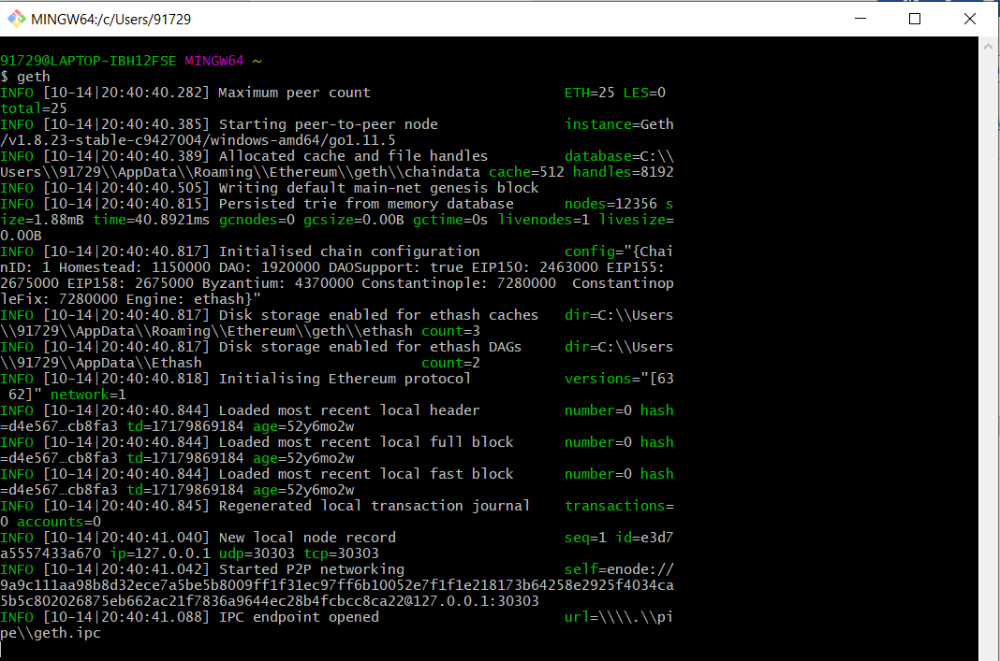 MINGW64:/c/Users/91729
91729@LAPTOP-IBH12FSE MINGW64 ~
$ geth
INFO [10-14|20:40:40.282] Maximum peer count                       ETH=25 LES=0
total=25
INFO [10-14|20:40:40.385] Starting peer-to-peer node               instance=Geth
/v1.8.23-stable-c9427004/windows-amd64/go1.11.5
INFO [10-14|20:40:40.389] Allocated cache and file handles         database=C:\\
Users\\91729\\AppData\\Roaming\\Ethereum\\geth\\chaindata cache=512 handles=8192
INFO [10-14|20:40:40.505] Writing default main-net genesis block
INFO [10-14|20:40:40.815] Persisted trie from memory database      nodes=12356 s
ize=1.88mB time=40.8921ms gcnodes=0 gcsize=0.00B gctime=0s livenodes=1 livesize=
0.00B
INFO [10-14|20:40:40.817] Initialised chain configuration          config="{Chai
nID: 1 Homestead: 1150000 DAO: 1920000 DAOSupport: true EIP150: 2463000 EIP155:
2675000 EIP158: 2675000 Byzantium: 4370000 Constantinople: 7280000  Constantinop
leFix: 7280000 Engine: ethash}"
INFO [10-14|20:40:40.817] Disk storage enabled for ethash caches   dir=C:\\Users
\\91729\\AppData\\Roaming\\Ethereum\\geth\\ethash count=3
INFO [10-14|20:40:40.817] Disk storage enabled for ethash DAGs     dir=C:\\Users
\\91729\\AppData\\Ethash                          count=2
INFO [10-14|20:40:40.818] Initialising Ethereum protocol           versions="[63
 62]" network=1
INFO [10-14|20:40:40.844] Loaded most recent local header          number=0 hash
=d4e567…cb8fa3 td=17179869184 age=52y6mo2w
INFO [10-14|20:40:40.844] Loaded most recent local full block      number=0 hash
=d4e567…cb8fa3 td=17179869184 age=52y6mo2w
INFO [10-14|20:40:40.844] Loaded most recent local fast block      number=0 hash
=d4e567…cb8fa3 td=17179869184 age=52y6mo2w
INFO [10-14|20:40:40.845] Regenerated local transaction journal    transactions=
0 accounts=0
INFO [10-14|20:40:41.040] New local node record                    seq=1 id=e3d7
a5557433a670 ip=127.0.0.1 udp=30303 tcp=30303
INFO [10-14|20:40:41.042] Started P2P networking                   self=enode://
9a9c111aa98b8d32ece7a5be5b8009ff1f31ec97ff6b10052e7f1f1e218173b64258e2925f4034ca
5b5c802026875eb662ac21f7836a9644ec28b4fcbcc8ca22@127.0.0.1:30303
INFO [10-14|20:40:41.088] IPC endpoint opened                      url=\\\\.\\pi
pe\\geth.ipc